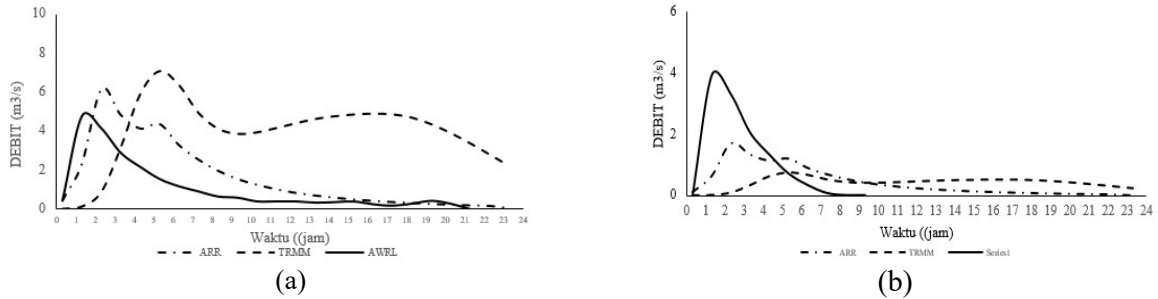 10
8
6
4
2
0
DEBIT (m3/s)
0 1 2 3 4 5 6 7 8 9 10 11 12 13 14 15 16 17 18 19 20 21 22 23 24
Waktu ((jam)
ARR TRMM AWRL
(a)
6
4
2
0
DEBIT (m3/s)
0 1 2 3 4 5 6 7 8 9 10 11 12 13 14 15 16 17 18 19 20 21 22 23 24
Waktu ((jam)
ARR TRMM Series1
(b)